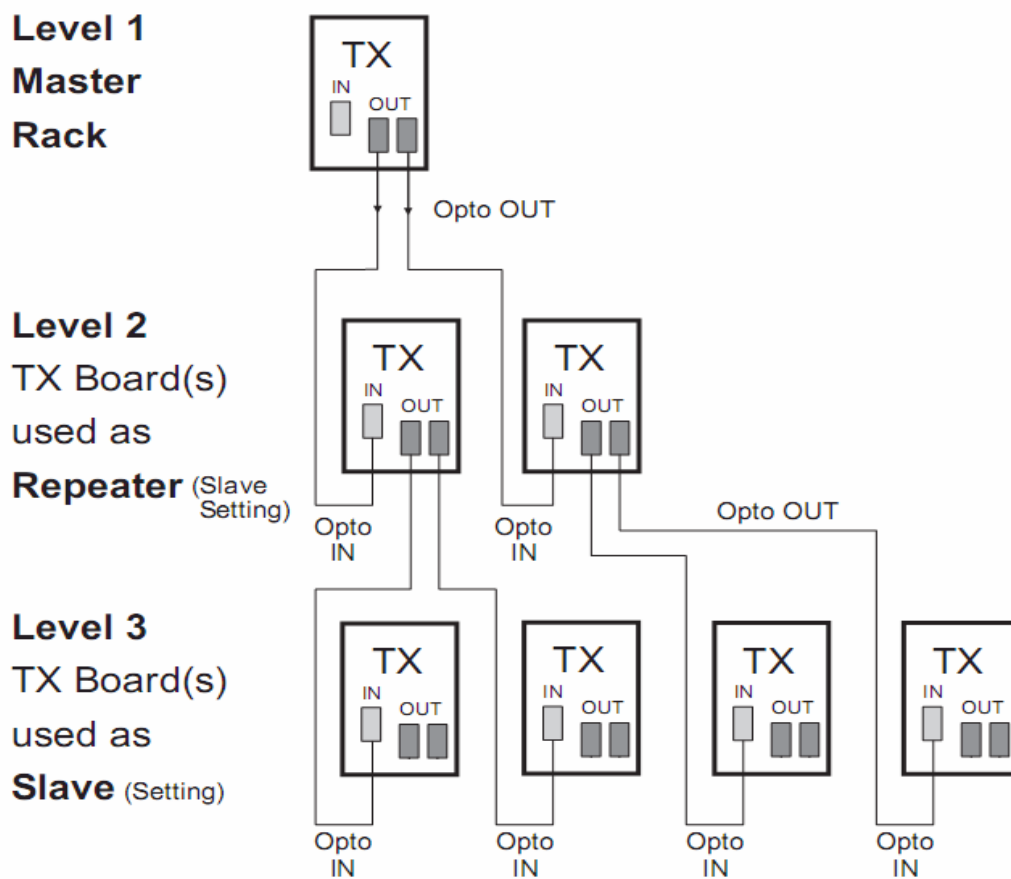 Level 1
Master
Rack
TX
IN
OUT
Opto OUT
Level 2
TX Board(s)
used as
Repeater (Slave
Setting)
TX
IN
OUT
Opto
IN
TX
IN
OUT
Opto
IN
Opto OUT
Level 3
TX Board(s)
used as
Slave (Setting)
TX
IN
OUT
Opto
IN
TX
IN
OUT
Opto
IN
TX
IN
OUT
Opto
IN
TX
IN
OUT
Opto
IN